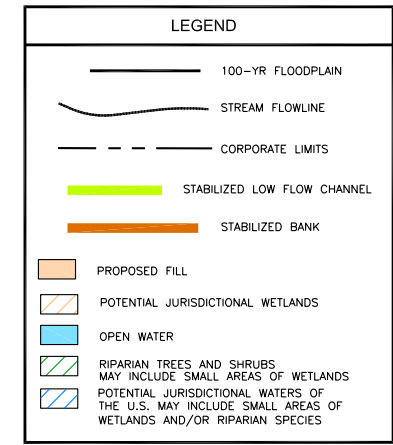 LEGEND
100-YR FLOODPLAIN
STREAM FLOWLINE
CORPORATE LIMITS
STABILIZED LOW FLOW CHANNEL
STABILIZED BANK
PROPOSED FILL
POTENTIAL JURISDICTIONAL WETLANDS
OPEN WATER
RIPARIAN TREES AND SHRUBS
MAY INCLUDE SMALL AREAS OF WETLANDS
POTENTIAL JURISDICTIONAL WATERS OF
THE U.S. MAY INCLUDE SMALL AREAS OF
WETLANDS AND/OR RIPARIAN SPECIES